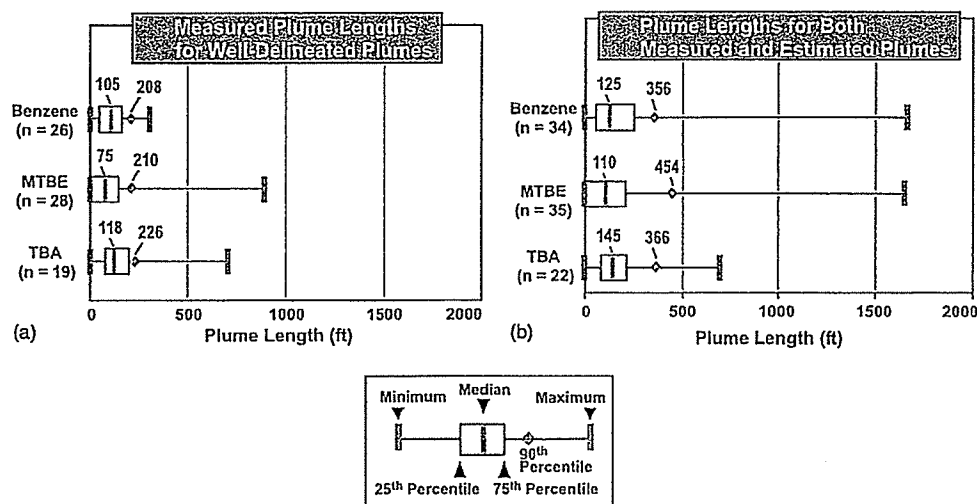 Measured Plume Lengths
for Well Delineated Plumes
105
208
Benzene
(n = 26)
75
210
MTBE
(n = 28)
118
226
TBA
(n = 19)
0 500 1000 1500 2000
(a)
Plume Length (ft)
Plume Lengths for Both
Measured and Estimated Plumes
125
356
Benzene
(n = 34)
110
454
MTBE
(n = 35)
145
366
TBA
(n = 22)
0 500 1000 1500 2000
(b)
Plume Length (ft)
Minimum
Median
Maximum
90th
Percentile
25th Percentile
75th Percentile